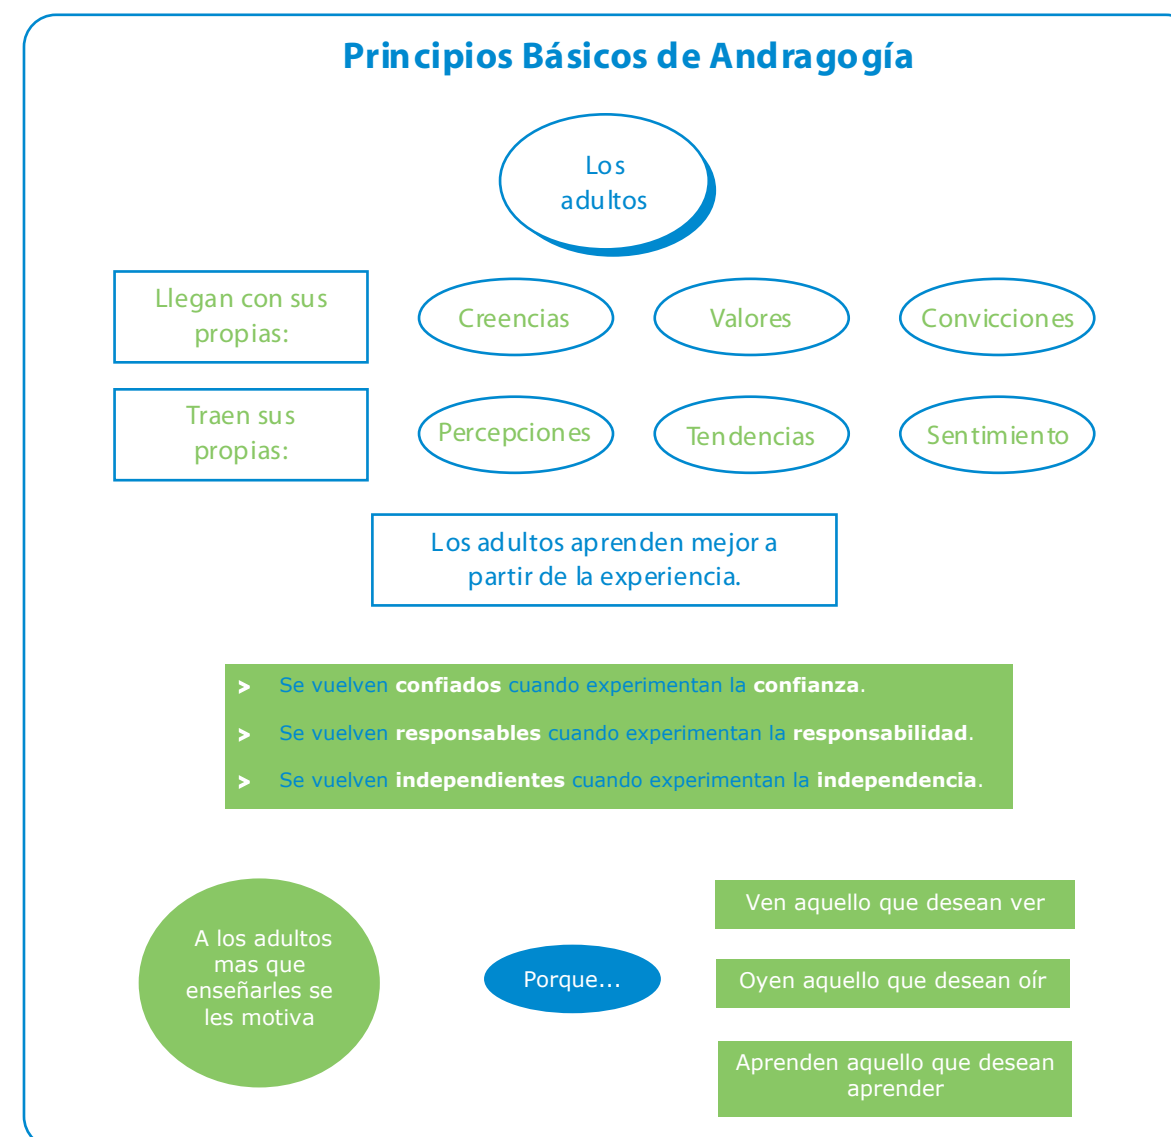 Principios Básicos de Andragogía
Los
adultos
Llegan con sus
propias:
Creencias
Valores
Convicciones
Traen sus
propias:
Percepciones
Tendencias
Sentimiento
Los adultos aprenden mejor a
partir de la experiencia.
> Se vuelven confiados cuando experimentan la confianza.
> Se vuelven responsables cuando experimentan la responsabilidad.
> Se vuelven independientes cuando experimentan la independencia.
A los adultos
mas que
enseñarles se
les motiva
Porque...
Ven aquello que desean ver
Oyen aquello que desean oír
Aprenden aquello que desean
aprender